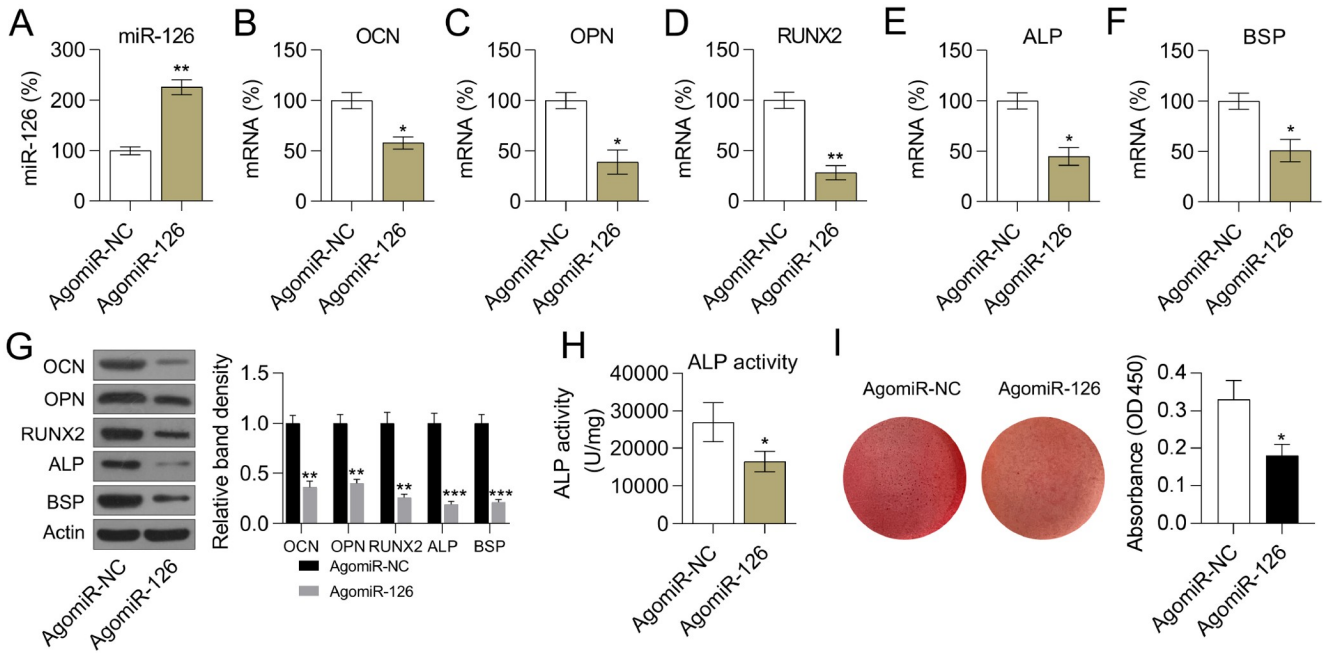 A
miR-126
miR-126 (%)
300
200
100
0
**
AgomiR-NC
AgomiR-126
B
OCN
mRNA (%)
150
100
50
0
*
AgomiR-NC
AgomiR-126
C
OPN
mRNA (%)
150
100
50
0
*
AgomiR-NC
AgomiR-126
D
RUNX2
mRNA (%)
150
100
50
0
**
AgomiR-NC
AgomiR-126
E
ALP
mRNA (%)
150
100
50
0
*
AgomiR-NC
AgomiR-126
F
BSP
mRNA (%)
150
100
50
0
*
AgomiR-NC
AgomiR-126
G
OCN
OPN
RUNX2
ALP
BSP
Actin
AgomiR-NC
AgomiR-126
Relative band density
1.5
1.0
0.5
0.0
** ** ** *** ***
OCN OPN RUNX2 ALP BSP
AgomiR-NC
AgomiR-126
H
ALP activity
ALP activity
(U/mg)
40000
30000
20000
10000
0
*
AgomiR-NC
AgomiR-126
I
AgomiR-NC AgomiR-126
Absorbance (OD 450)
0.4
0.3
0.2
0.1
0.0
*
AgomiR-NC
AgomiR-126